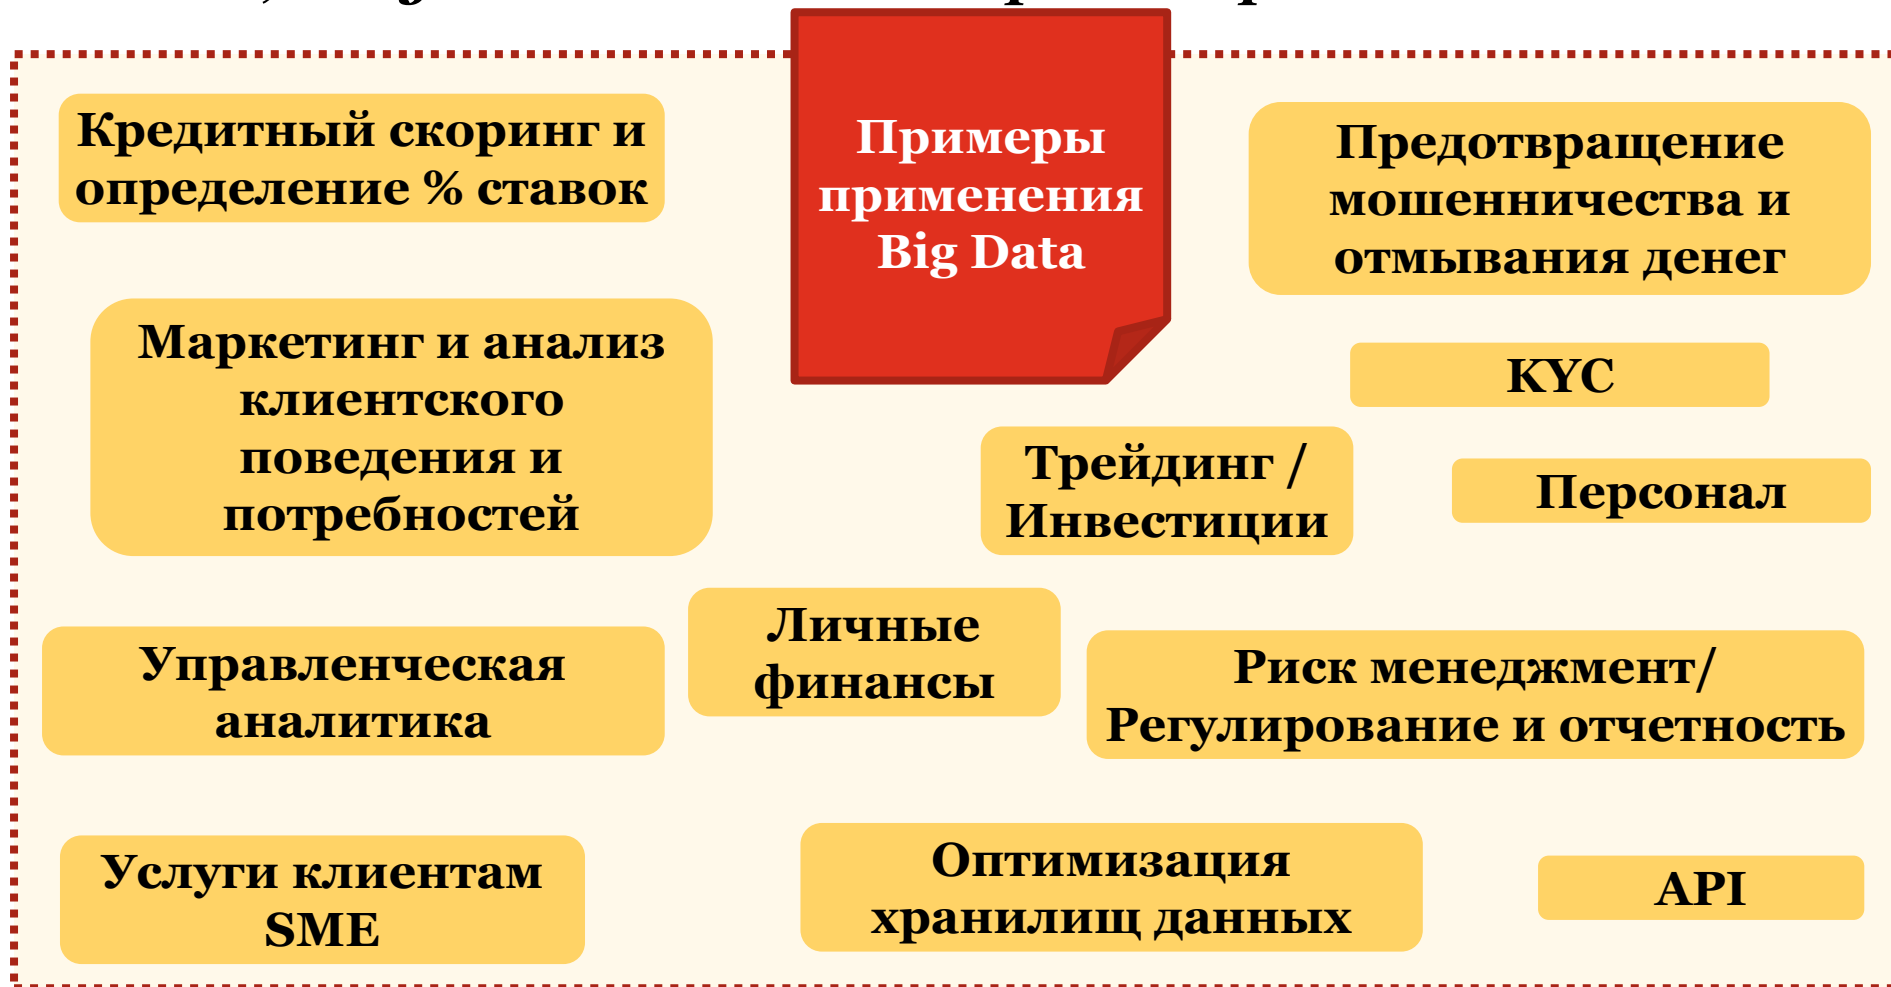 Примеры
применения
Big Data
Кредитный скоринг и
определение % ставок
Предотвращение
мошенничества и
отмывания денег
Маркетинг и анализ
клиентского
поведения и
потребностей
KYC
Трейдинг /
Инвестиции
Персонал
Личные
финансы
Управленческая
аналитика
Риск менеджмент/
Регулирование и отчетность
Услуги клиентам
SME
Оптимизация
хранилищ данных
API